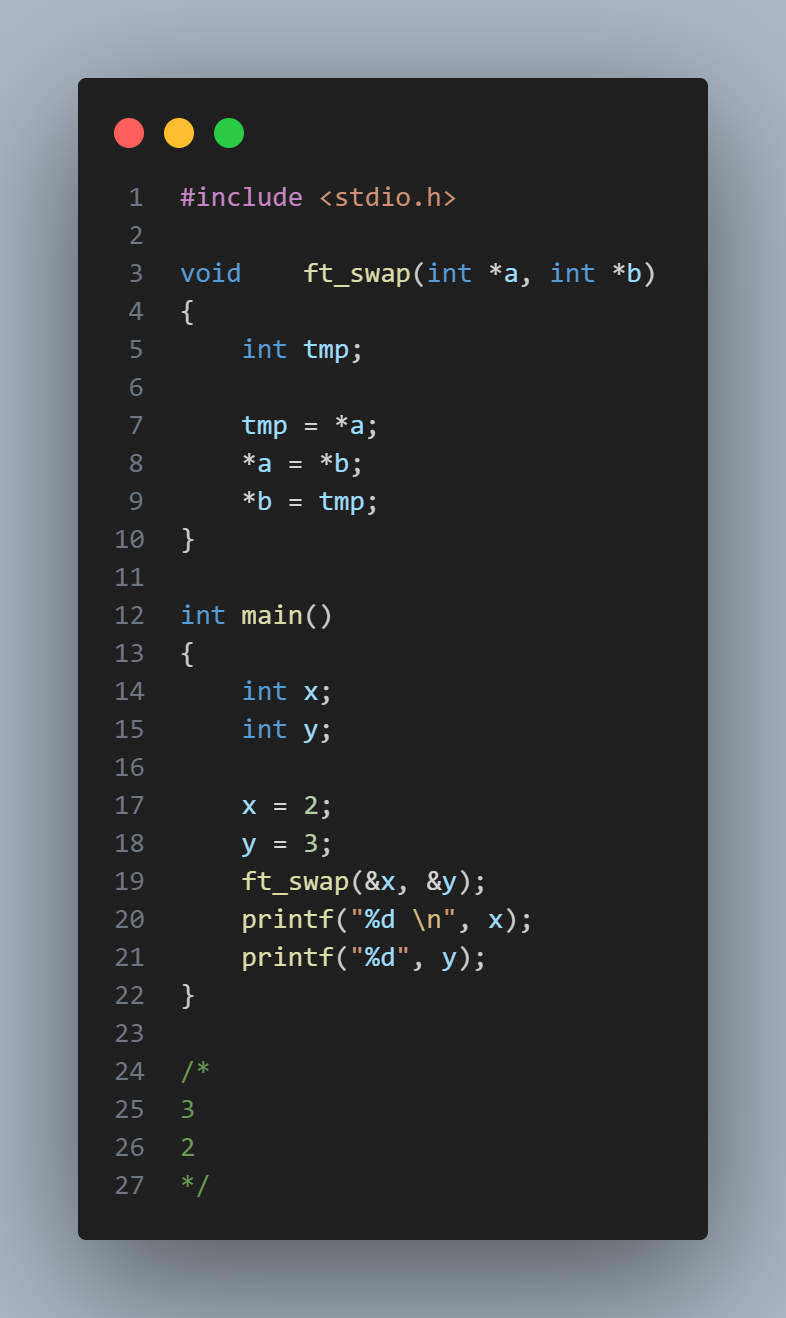 1 #include <stdio.h>
2
3 void    ft_swap(int *a, int *b)
4 {
5     int tmp;
6
7     tmp = *a;
8     *a = *b;
9     *b = tmp;
10 }
11
12 int main()
13 {
14     int x;
15     int y;
16
17     x = 2;
18     y = 3;
19     ft_swap(&x, &y);
20     printf("%d \n", x);
21     printf("%d", y);
22 }
23
24 /*
25 3
26 2
27 */